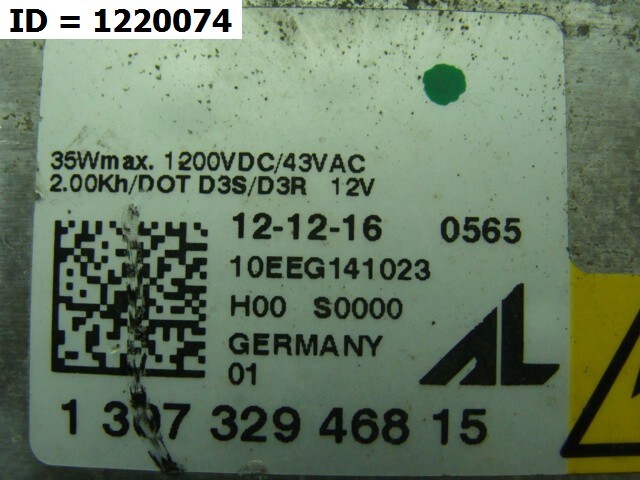 ID = 1220074
35Wmax. 1200VDC/43VAC
2.00Kh/DOT D3S/D3R 12V
12-12-16 0565
10EEG141023
H00 S0000
GERMANY
01
AL
1 307 329 468 15